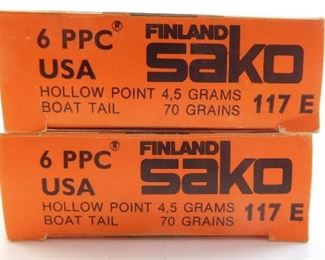 6 PPC® FINLAND
USA sako
HOLLOW POINT 4,5 GRAMS
BOAT TAIL 70 GRAINS 117 E
6 PPC® FINLAND
USA sako
HOLLOW POINT 4,5 GRAMS
BOAT TAIL 70 GRAINS 117 E